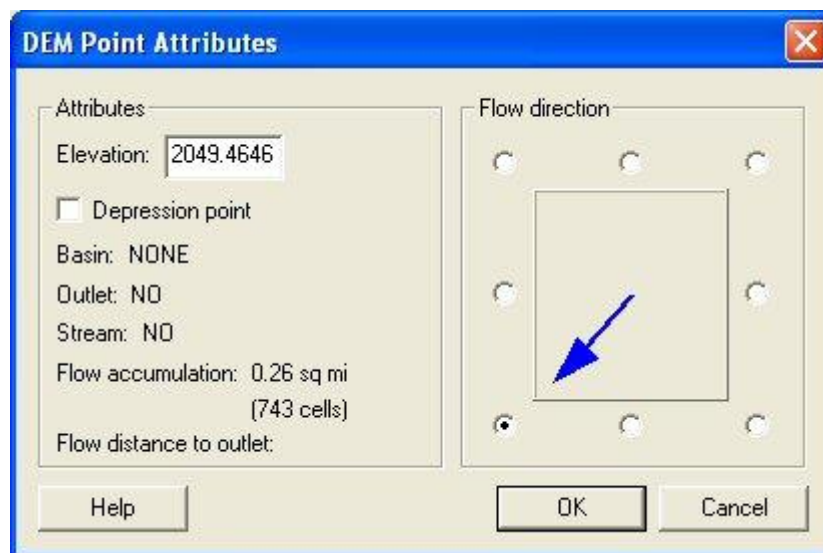 DEM Point Attributes
Attributes
Elevation: 2049.4646
Depression point
Basin: NONE
Outlet: NO
Stream: NO
Flow accumulation: 0.26 sq mi
(743 cells)
Flow distance to outlet:
Flow direction
Help
OK
Cancel